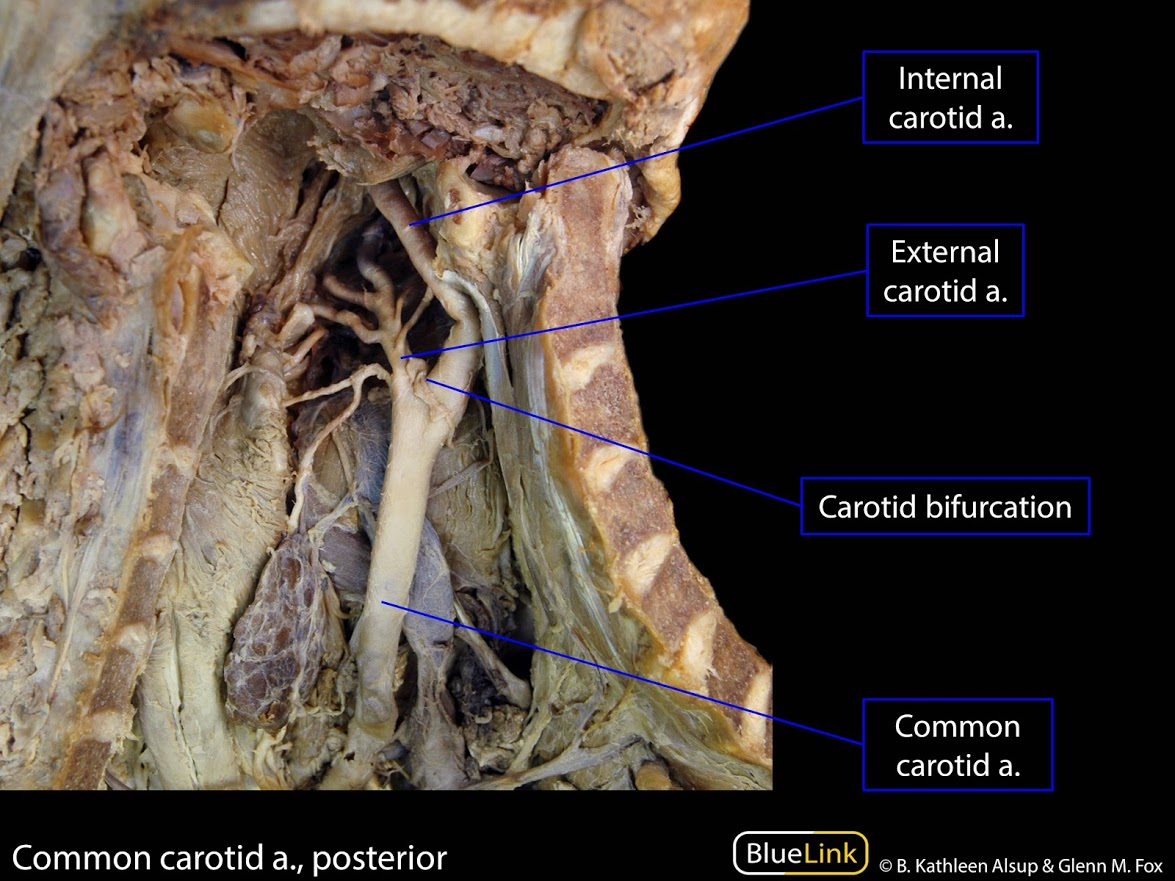 Internal
carotid a.
External
carotid a.
Carotid bifurcation
Common
carotid a.
Common carotid a., posterior
BlueLink
© B. Kathleen Alsup & Glenn M. Fox